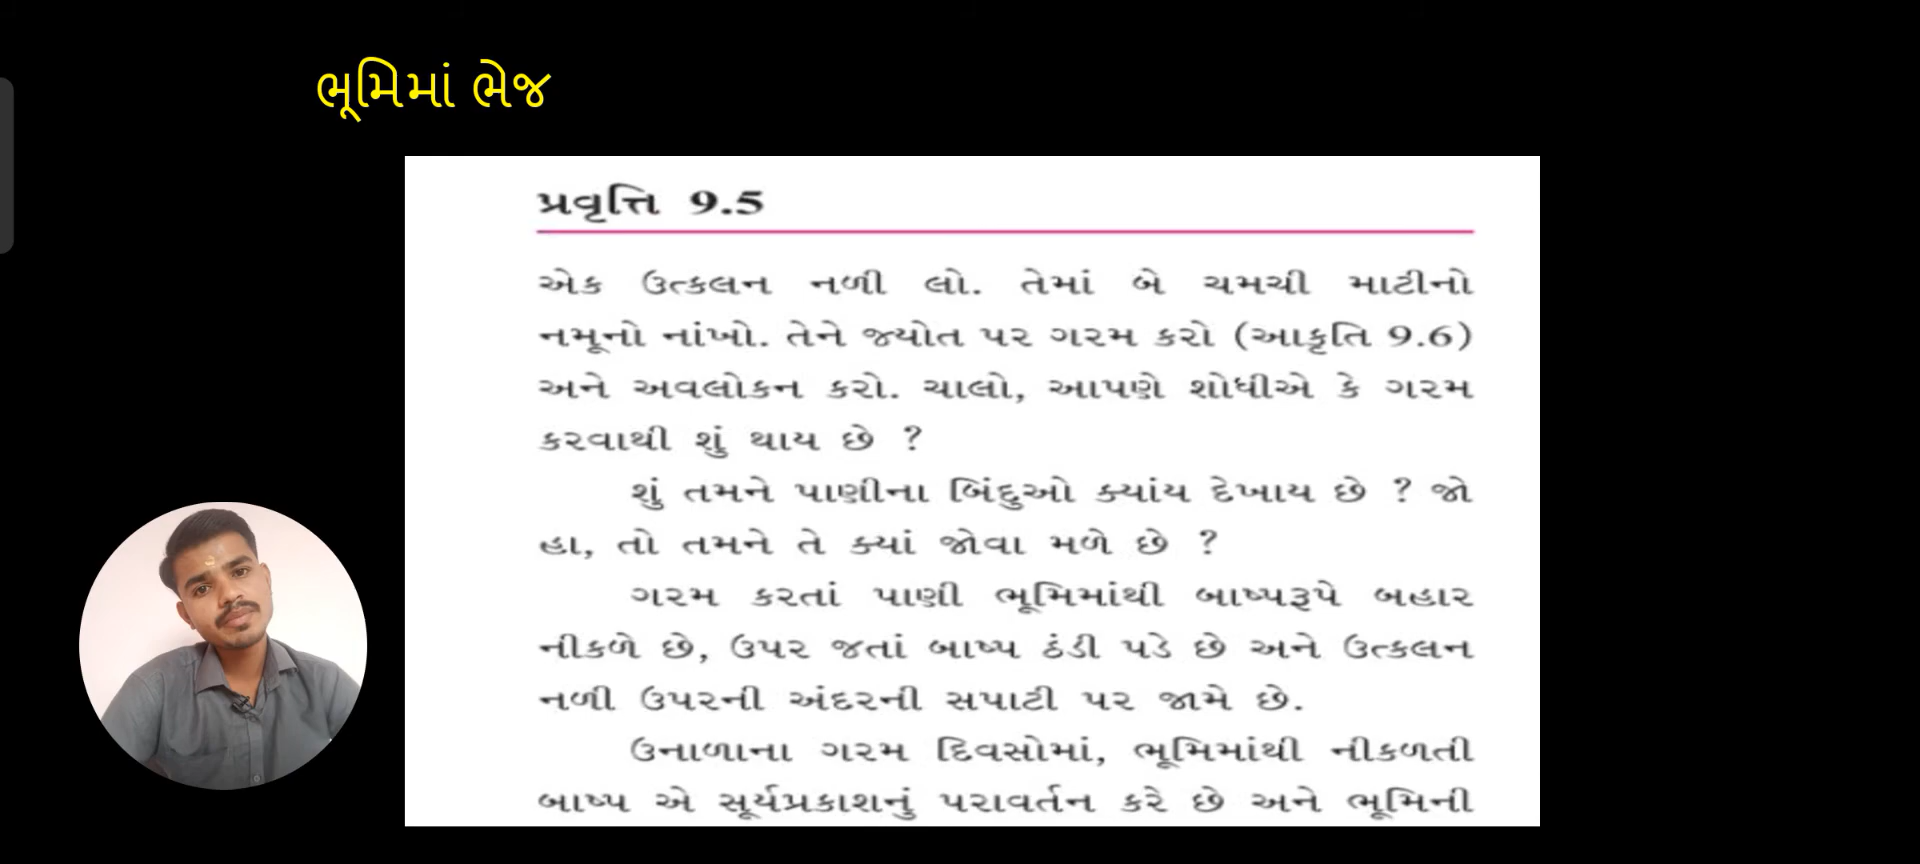 ભૂમિમાં ભેજ
પ્રવૃત્તિ 9.5
એક ઉત્કલન નળી લો. તેમાં બે ચમચી માટીનો
નમૂનો નાંખો. તેને જ્યોત પર ગરમ કરો (આકૃતિ 9.6)
અને અવલોકન કરો. ચાલો, આપણે શોધીએ કે ગરમ
કરવાથી શું થાય છે ?
શું તમને પાણીના બિંદુઓ ક્યાંય દેખાય છે ? જો
હા, તો તમને તે ક્યાં જોવા મળે છે ?
ગરમ કરતાં પાણી ભૂમિમાંથી બાષ્પરૂપે બહાર
નીકળે છે, ઉપર જતાં બાષ્પ ઠંડી પડે છે અને ઉત્કલન
નળી ઉપરની અંદરની સપાટી પર જામે છે.
ઉનાળાના ગરમ દિવસોમાં, ભૂમિમાંથી નીકળતી
બાષ્પ એ સૂર્યપ્રકાશનું પરાવર્તન કરે છે અને ભૂમિની